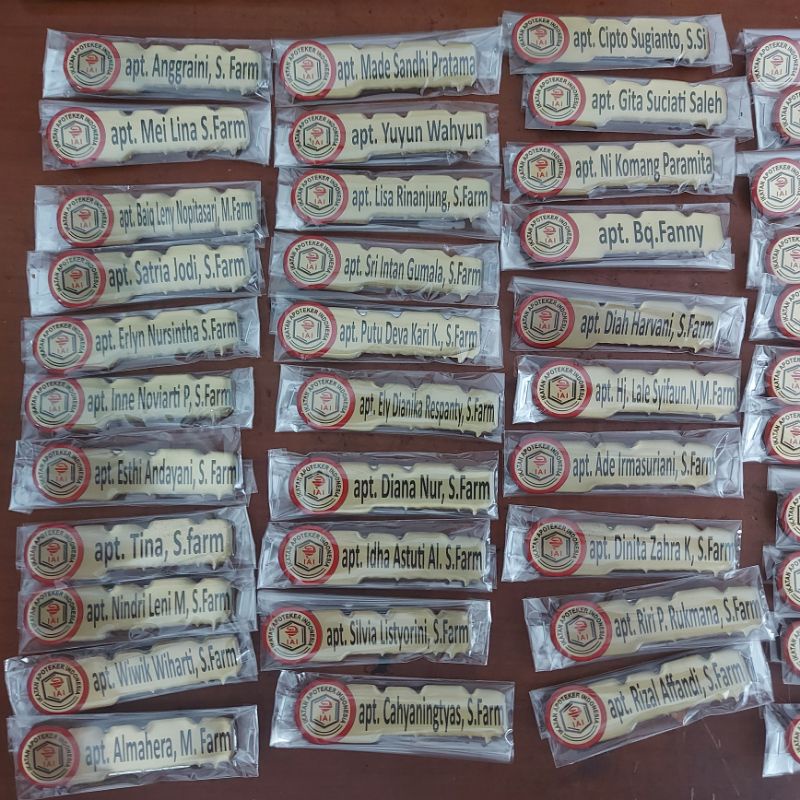 apt. Anggraini, S. Farm
apt. Mei Lina S.Farm
apt. Baiq Leny Nopitasari, M.Farm
apt. Satria Jodi, S.Farm
apt. Erlyn Nursintha S.Farm
apt. Inne Noviarti P, S.Farm
apt. Esthi Andayani, S. Farm
apt. Tina, S.farm
apt. Nindri Leni M, S.Farm
apt. Wiwik Wiharti, S.Farm
apt. Almahera, M. Farm
apt. Made Sandhi Pratama
apt. Yuyun Wahyun
apt. Lisa Rinanjung, S.Farm
apt. Sri Intan Gumala, S.Farm
apt. Putu Deva Kari K., S.Farm
apt. Ely Dianika Resparity, S.Farm
apt. Diana Nur, S.Farm
apt. Idha Astuti Al. S.Farm
apt. Silvia Listyorini, S.Farm
apt. Cahyaningtyas, S.Farm
apt. Cipto Sugianto, S.Si
apt. Gita Suciati Saleh
apt. Ni Komang Paramita
apt. Bq.Fanny
apt. Diah Harvani, S.Farm
apt. Hj. Lale Syifaun.N,M.Farm
apt. Ade Irmasuriani, S.Farm
apt. Dinita Zahra K, S.Farm
apt. Riri P. Rukmana, S.Farm
apt. Rizal Affandi, S.Farm
IKATAN APOTEKER INDONESIA
IAI